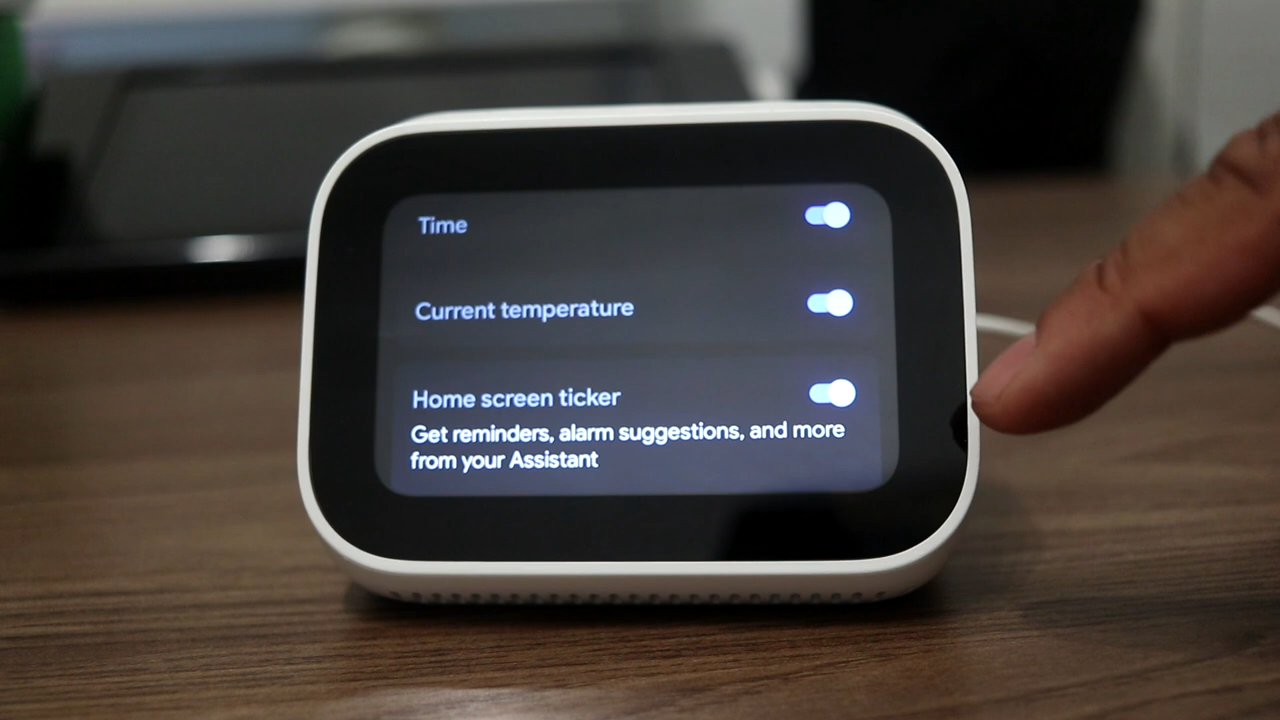 Time
Current temperature
Home screen ticker
Get reminders, alarm suggestions, and more
from your Assistant